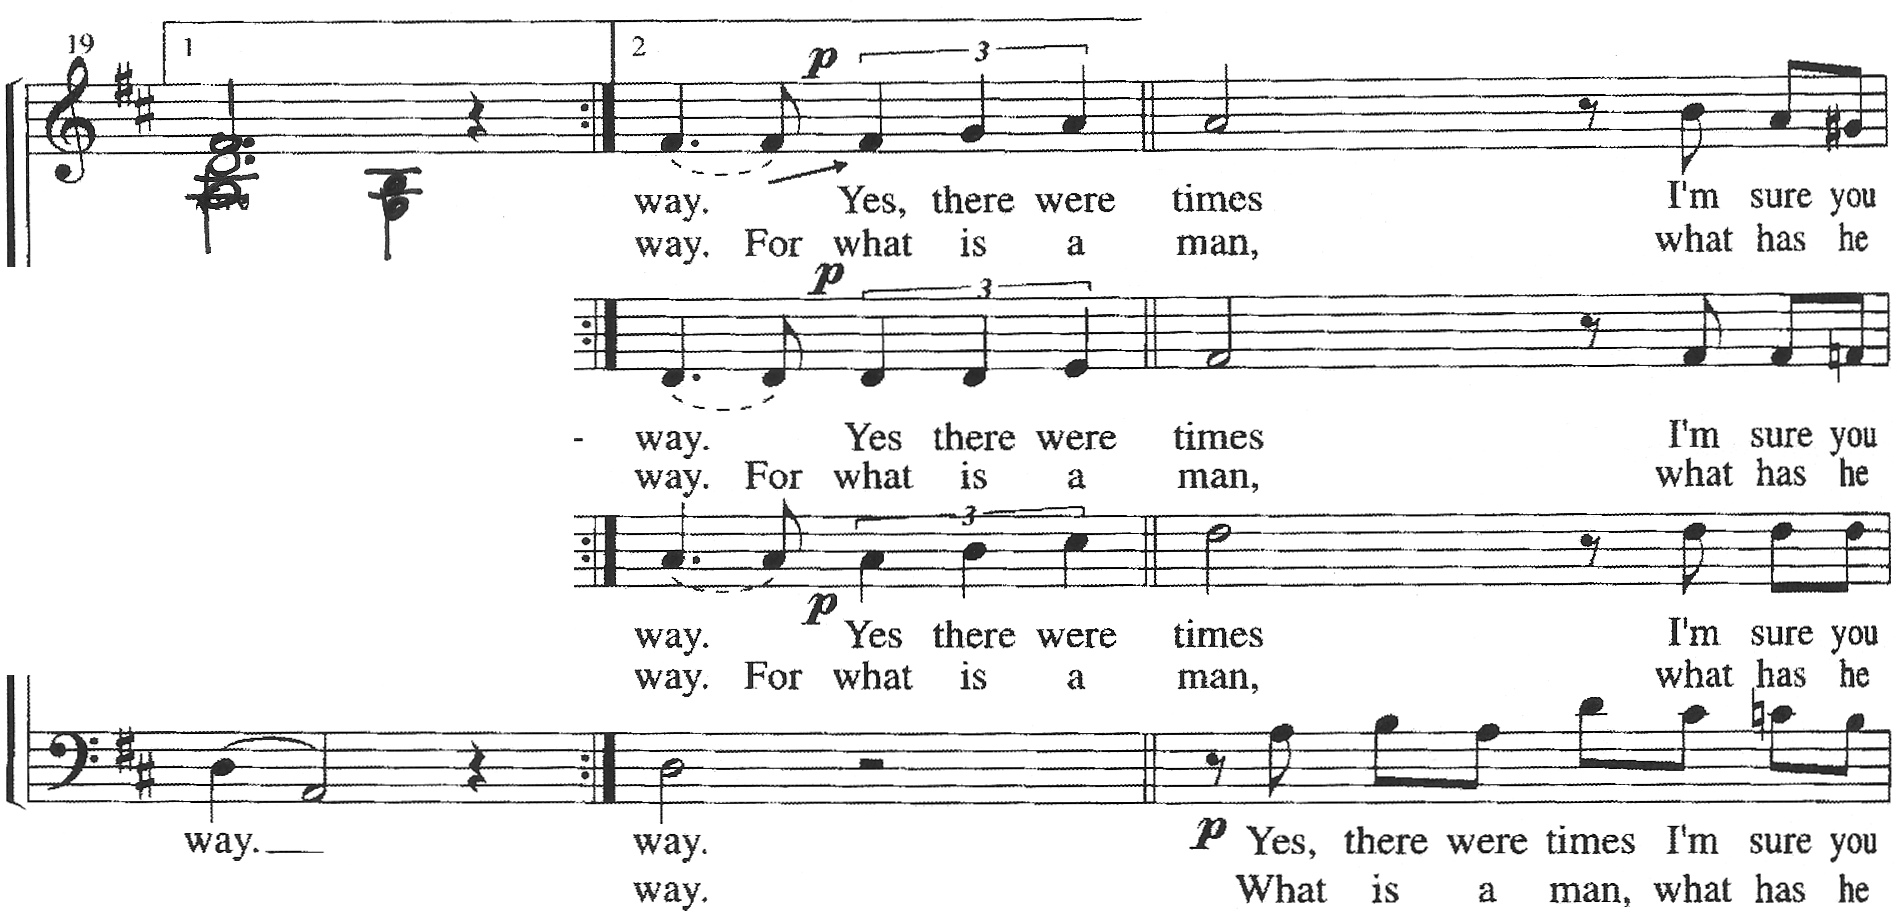 19 1 2 p 3
way. Yes, there were times I'm sure you
way. For what is a man, what has he
p 3
- way. Yes there were times I'm sure you
way. For what is a man, what has he
3
p
way. Yes there were times I'm sure you
way. For what is a man, what has he
way. way. p Yes, there were times I'm sure you
way. What is a man, what has he